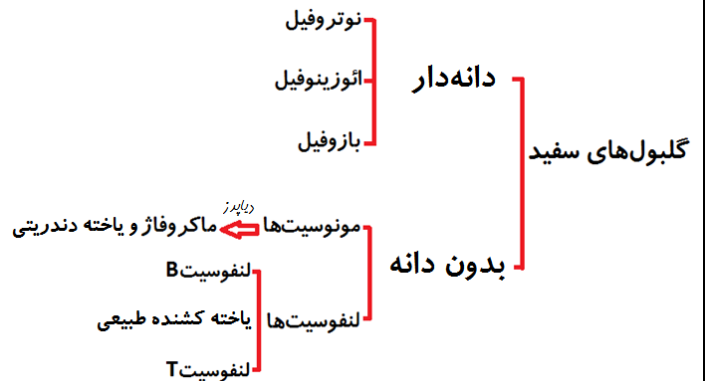 گلبول‌های سفید
دانه‌دار
نوتروفیل
ائوزینوفیل
بازوفیل
بدون دانه
مونوسیت‌ها
دیاپدز
ماکروفاژ و یاخته دندریتی
لنفوسیت‌ها
لنفوسیتB
یاخته کشنده طبیعی
لنفوسیتT